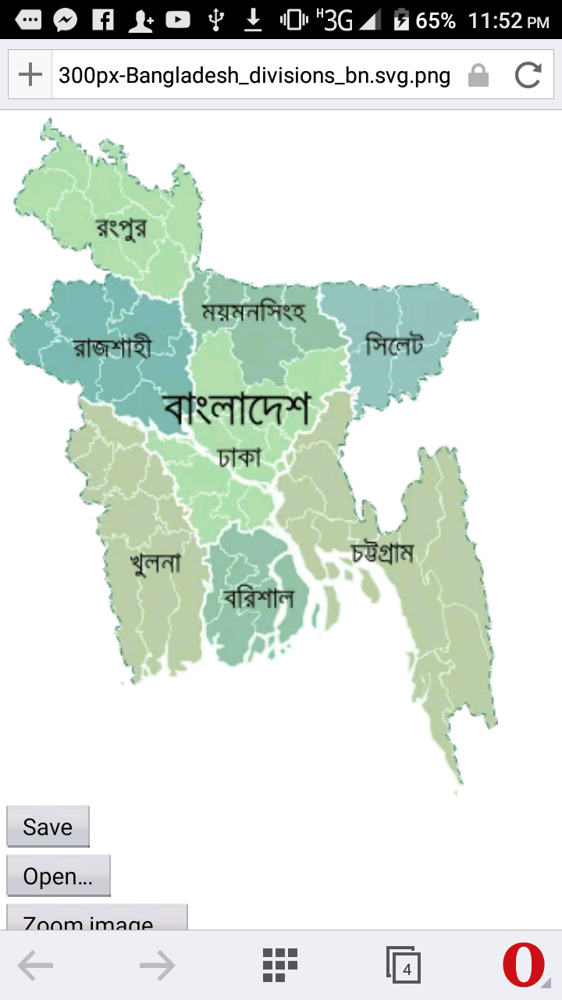 H3G 65% 11:52 PM
300px-Bangladesh_divisions_bn.svg.png
রংপুর
ময়মনসিংহ
রাজশাহী
সিলেট
বাংলাদেশ
ঢাকা
চট্টগ্রাম
খুলনা
বরিশাল
Save
Open...
Zoom image
4